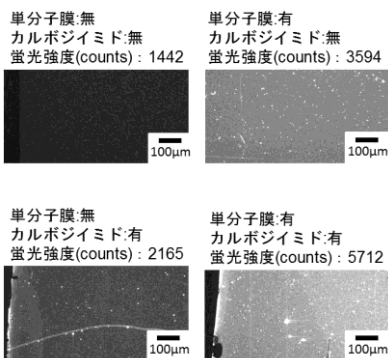 単分子膜:無
カルボジイミド:無
蛍光強度(counts)：1442
100μm
単分子膜:有
カルボジイミド:無
蛍光強度(counts)：3594
100μm
単分子膜:無
カルボジイミド:有
蛍光強度(counts)：2165
100μm
単分子膜:有
カルボジイミド:有
蛍光強度(counts)：5712
100μm